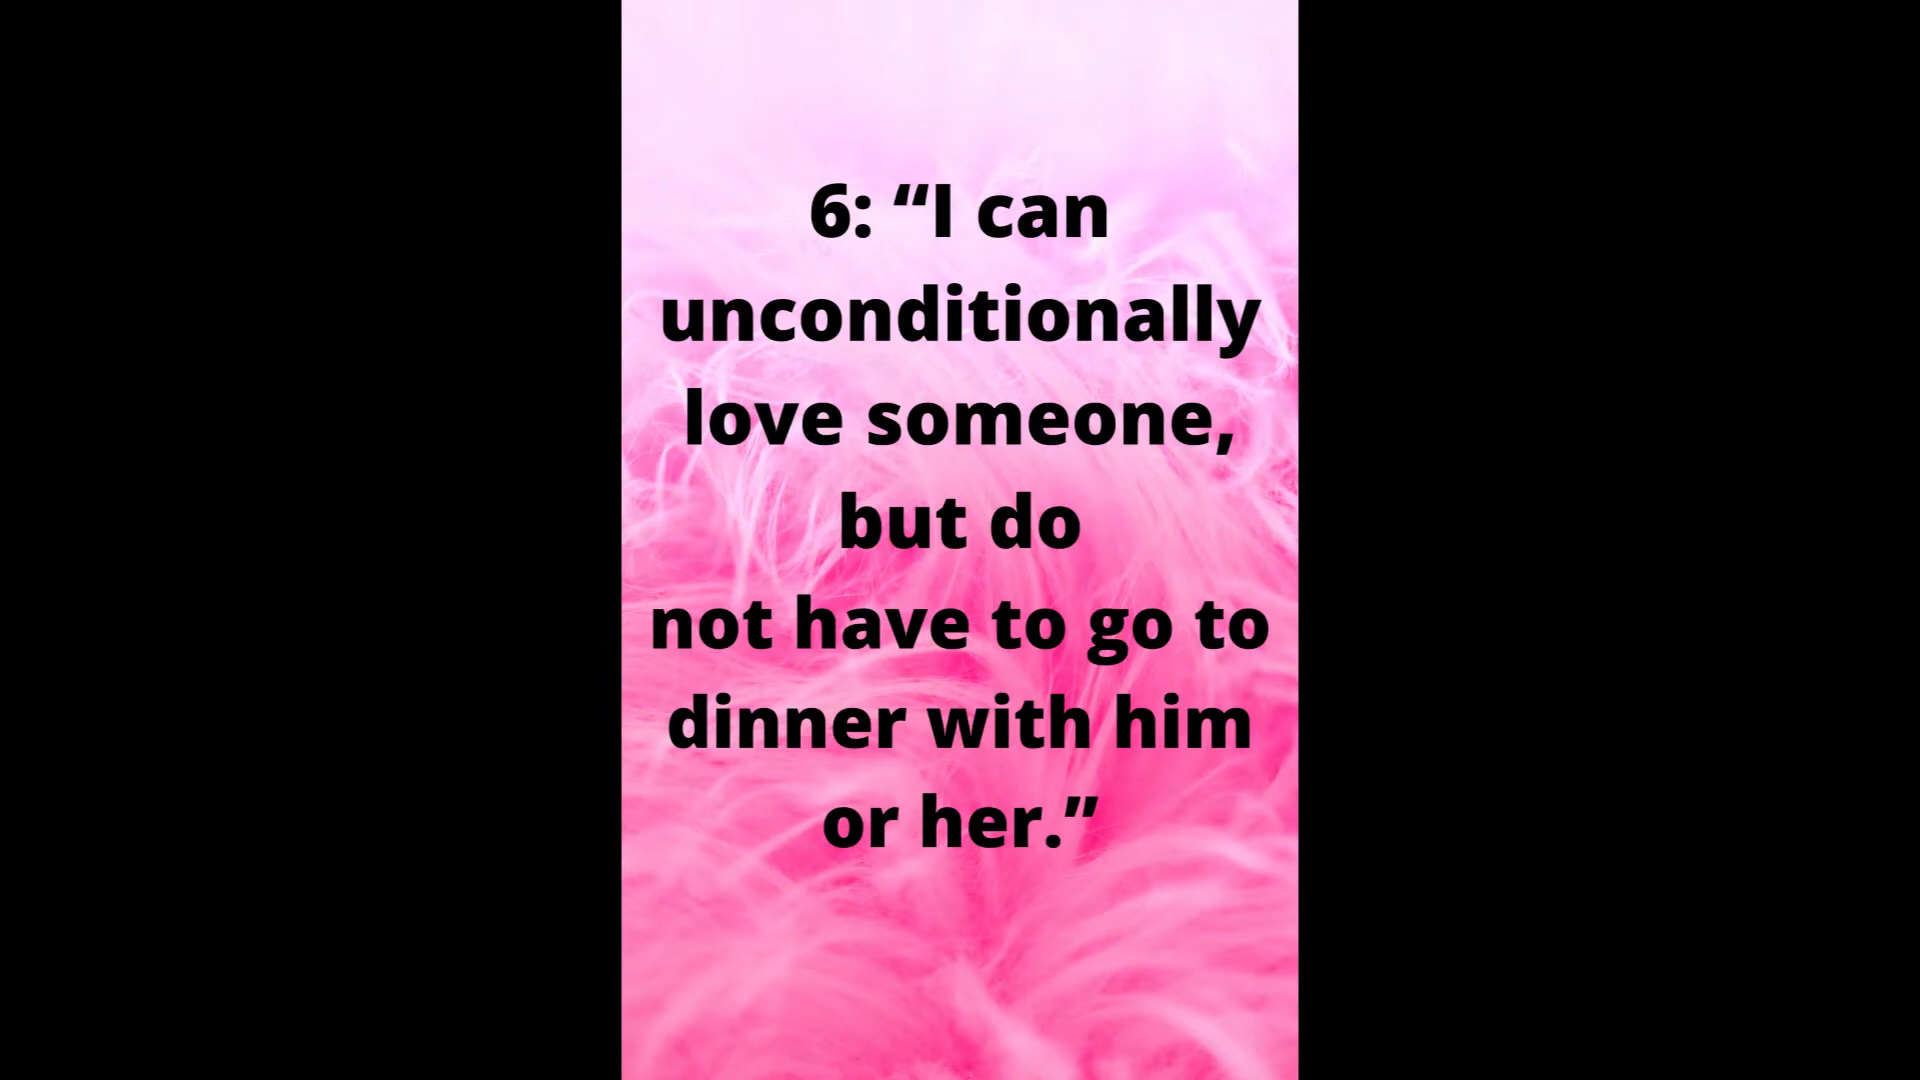 6: “I can
unconditionally
love someone,
but do
not have to go to
dinner with him
or her.”